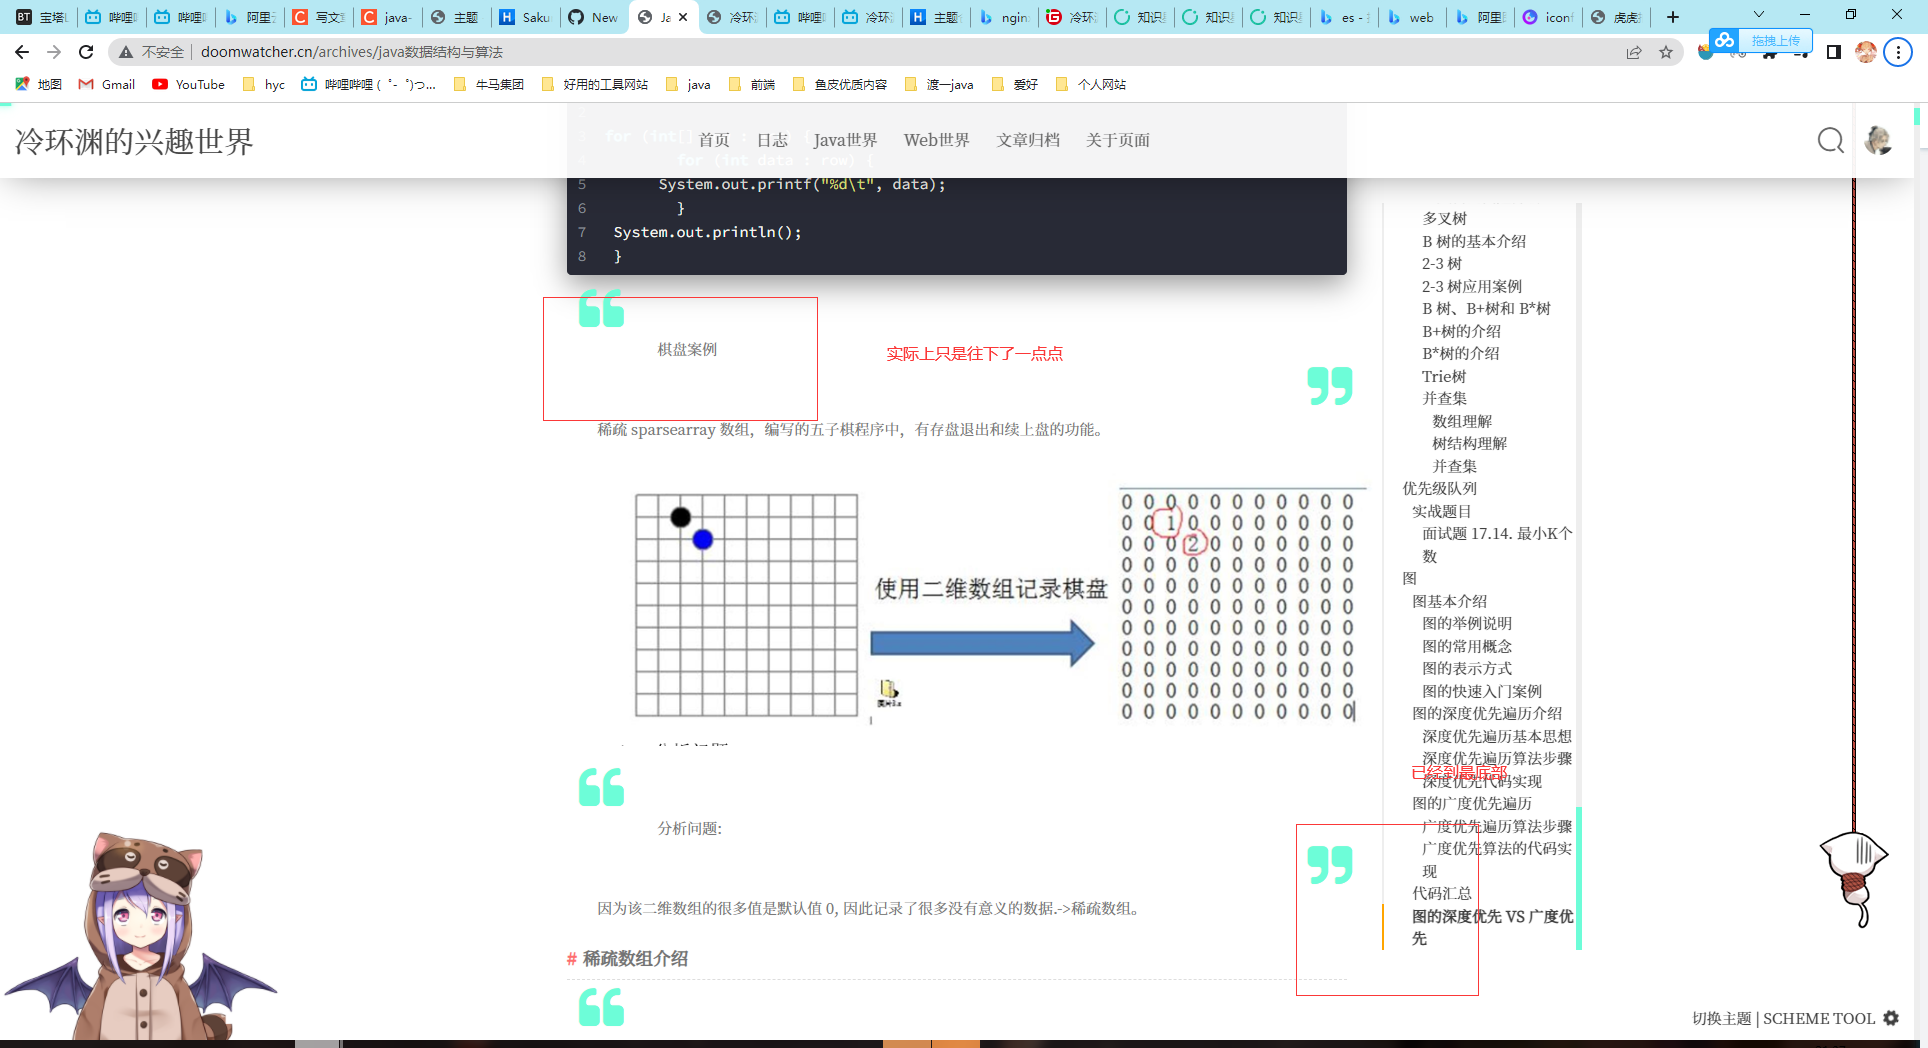 宝塔
哔哩
哔哩
阿里云
写文章
java-
主题
Saku
New
Ja
冷环
哔哩
冷环
主题
nginx
冷环
知识
知识
知识
es -
web
阿里
iconf
虎虎
不安全 | doomwatcher.cn/archives/java数据结构与算法
拖拽上传
地图 Gmail YouTube hyc 哔哩哔哩 (゜-゜)つ... 牛马集团 好用的工具网站 java 前端 鱼皮优质内容 渡一java 爱好 个人网站
冷环渊的兴趣世界
首页 日志 Java世界 Web世界 文章归档 关于页面
for (int data : row) {
5 System.out.printf("%d\t", data);
6 }
7 System.out.println();
8 }
棋盘案例
实际上只是往下了一点点
稀疏 sparsearray 数组，编写的五子棋程序中，有存盘退出和续上盘的功能。
使用二维数组记录棋盘
0 0 0 0 0 0 0 0 0 0 0
0 0 1 0 0 0 0 0 0 0 0
0 0 0 2 0 0 0 0 0 0 0
0 0 0 0 0 0 0 0 0 0 0
0 0 0 0 0 0 0 0 0 0 0
0 0 0 0 0 0 0 0 0 0 0
0 0 0 0 0 0 0 0 0 0 0
0 0 0 0 0 0 0 0 0 0 0
0 0 0 0 0 0 0 0 0 0 0
0 0 0 0 0 0 0 0 0 0 0
0 0 0 0 0 0 0 0 0 0 0
分析问题:
因为该二维数组的很多值是默认值 0, 因此记录了很多没有意义的数据.->稀疏数组。
# 稀疏数组介绍
多叉树
B 树的基本介绍
2-3 树
2-3 树应用案例
B 树、B+树和 B*树
B+树的介绍
B*树的介绍
Trie树
并查集
数组理解
树结构理解
并查集
优先级队列
实战题目
面试题 17.14. 最小K个
数
图
图基本介绍
图的举例说明
图的常用概念
图的表示方式
图的快速入门案例
图的深度优先遍历介绍
深度优先遍历基本思想
深度优先遍历算法步骤
已经到最底部
深度优先代码实现
图的广度优先遍历
广度优先遍历算法步骤
广度优先算法的代码实
现
代码汇总
图的深度优先 VS 广度优
先
切换主题 | SCHEME TOOL